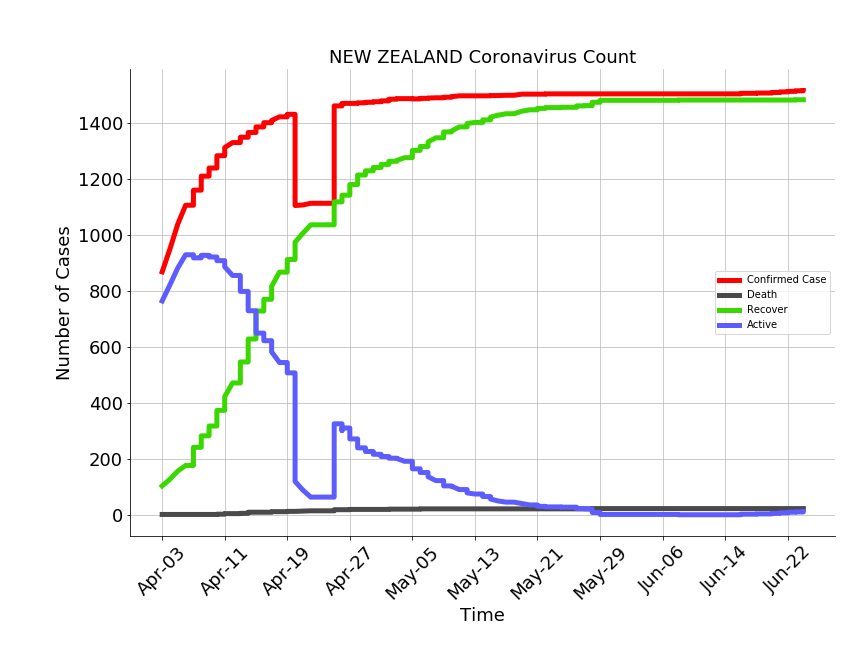 NEW ZEALAND Coronavirus Count
Number of Cases
1400
1200
1000
800
600
400
200
0
Confirmed Case
Death
Recover
Active
Apr-03
Apr-11
Apr-19
Apr-27
May-05
May-13
May-21
May-29
Jun-06
Jun-14
Jun-22
Time